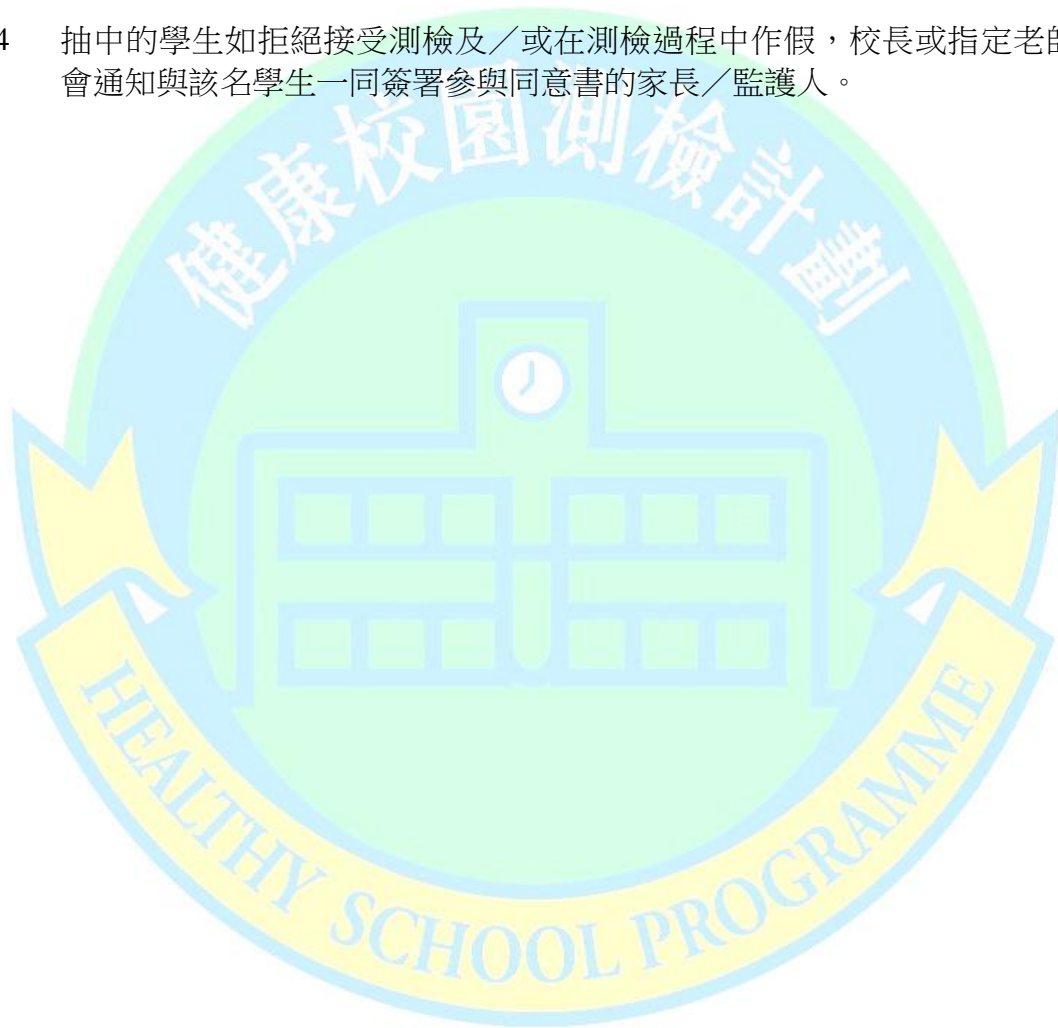 4 抽中的學生如拒絕接受測檢及／或在測檢過程中作假，校長或指定老師
會通知與該名學生一同簽署參與同意書的家長／監護人。
健康校園測檢計劃
HEALTHY SCHOOL PROGRAMME